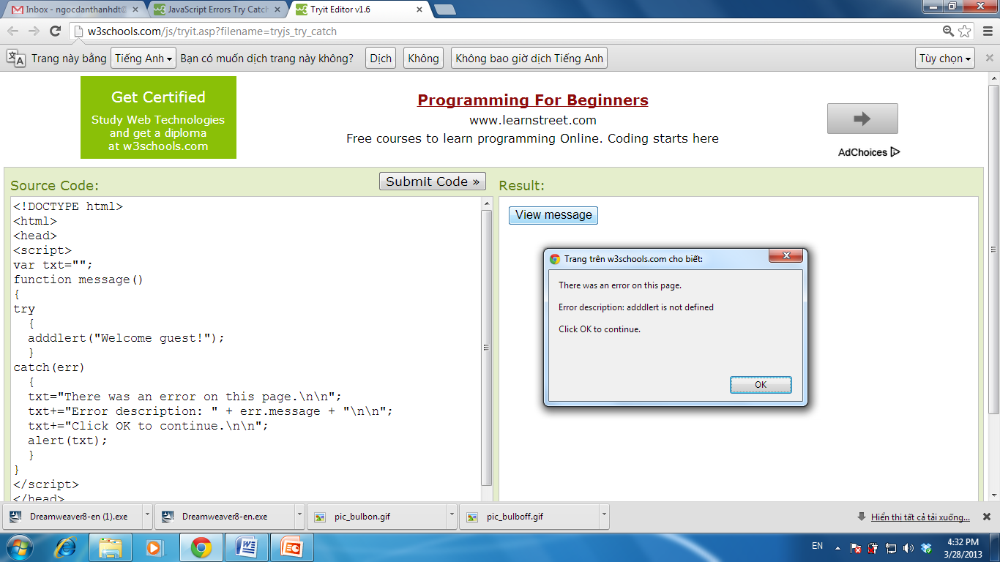 Inbox - ngocdanthanhdt@
JavaScript Errors Try Catch
Tryit Editor v1.6
w3schools.com/js/tryit.asp?filename=tryjs_try_catch
Trang này bằng Tiếng Anh Bạn có muốn dịch trang này không? Dịch Không Không bao giờ dịch Tiếng Anh Tùy chọn
Get Certified
Study Web Technologies
and get a diploma
at w3schools.com
Programming For Beginners
www.learnstreet.com
Free courses to learn programming Online. Coding starts here
AdChoices
Source Code:
Submit Code »
<!DOCTYPE html>
<html>
<head>
<script>
var txt="";
function message()
{
try
  {
  adddlert("Welcome guest!");
  }
catch(err)
  {
  txt="There was an error on this page.\n\n";
  txt+="Error description: " + err.message + "\n\n";
  txt+="Click OK to continue.\n\n";
  alert(txt);
  }
}
</script>
</head>
Result:
View message
Trang trên w3schools.com cho biết:
There was an error on this page.
Error description: adddlert is not defined
Click OK to continue.
OK
Dreamweaver8-en (1).exe
Dreamweaver8-en.exe
pic_bulbon.gif
pic_bulboff.gif
Hiển thị tất cả tải xuống...
EN
4:32 PM
3/28/2013